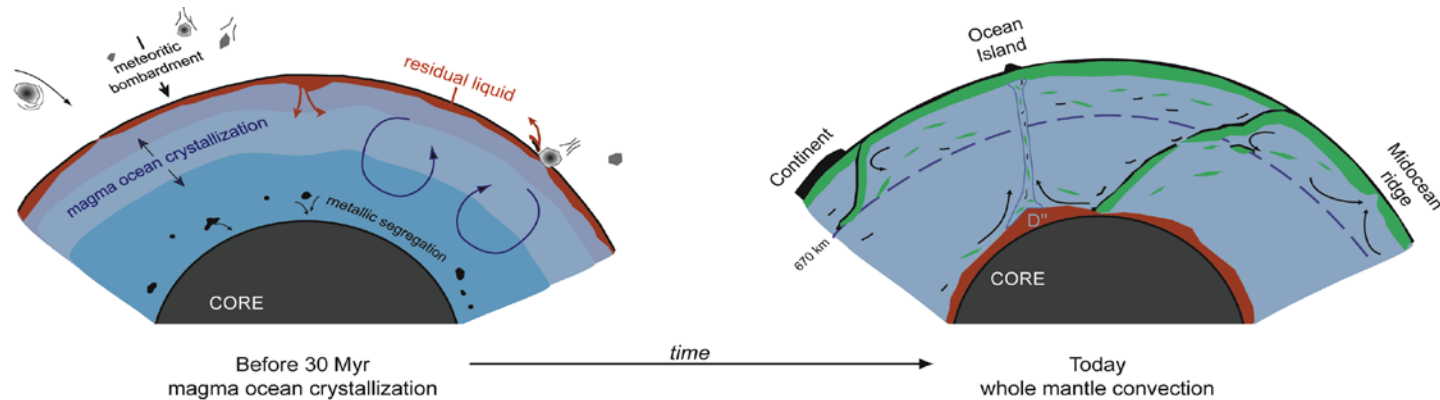 meteoritic
bombardment
residual liquid
magma ocean crystallization
metallic segregation
CORE
Before 30 Myr
magma ocean crystallization
time
Ocean
Island
Continent
Midocean
ridge
670 km
D"
CORE
Today
whole mantle convection